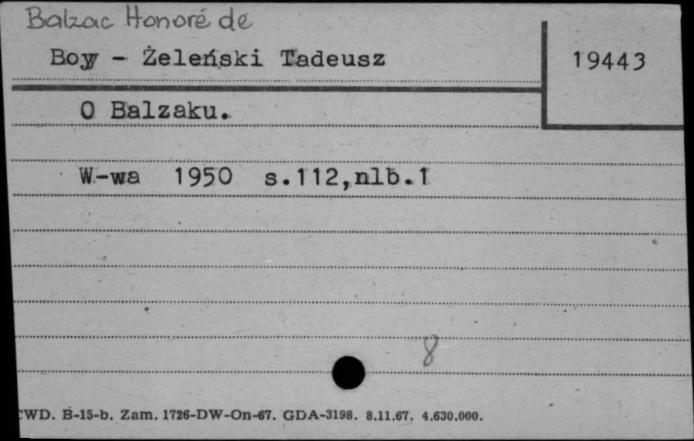 Balzac Honoré de
Boy - Żeleński Tadeusz
19443
O Balzaku.
W-wa 1950 s.112,nlb.1
8
CWD. B-15-b. Zam. 1726-DW-On-67. GDA-3198. 8.11.67. 4.630.000.